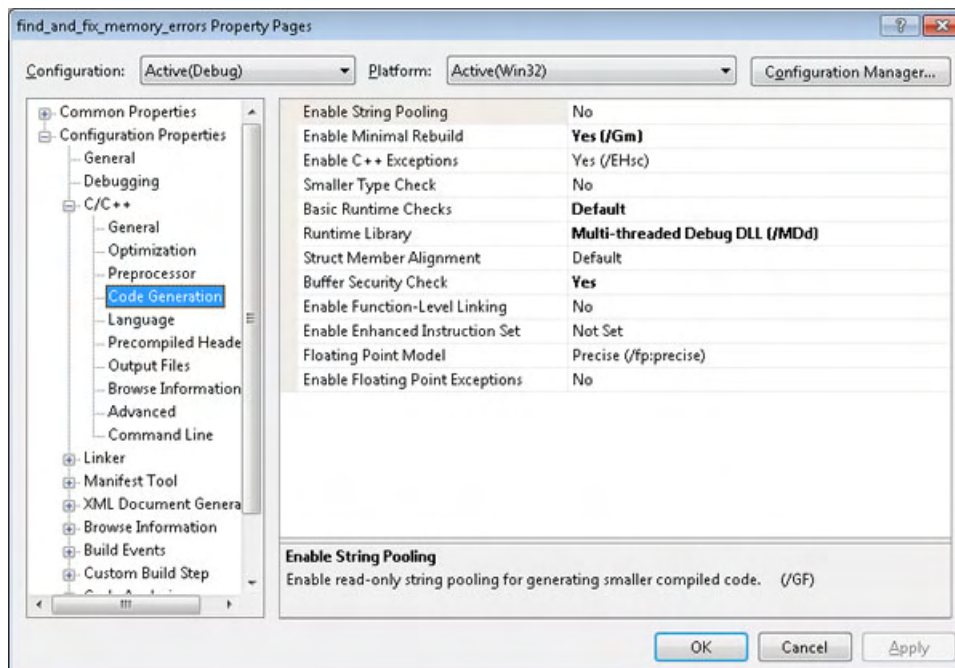 find_and_fix_memory_errors Property Pages
Configuration: Active(Debug) Platform: Active(Win32) Configuration Manager...
Common Properties
Configuration Properties
General
Debugging
C/C++
General
Optimization
Preprocessor
Code Generation
Language
Precompiled Heade
Output Files
Browse Information
Advanced
Command Line
Linker
Manifest Tool
XML Document Genera
Browse Information
Build Events
Custom Build Step
Enable String Pooling No
Enable Minimal Rebuild Yes (/Gm)
Enable C++ Exceptions Yes (/EHsc)
Smaller Type Check No
Basic Runtime Checks Default
Runtime Library Multi-threaded Debug DLL (/MDd)
Struct Member Alignment Default
Buffer Security Check Yes
Enable Function-Level Linking No
Enable Enhanced Instruction Set Not Set
Floating Point Model Precise (/fp:precise)
Enable Floating Point Exceptions No
Enable String Pooling
Enable read-only string pooling for generating smaller compiled code. (/GF)
OK Cancel Apply